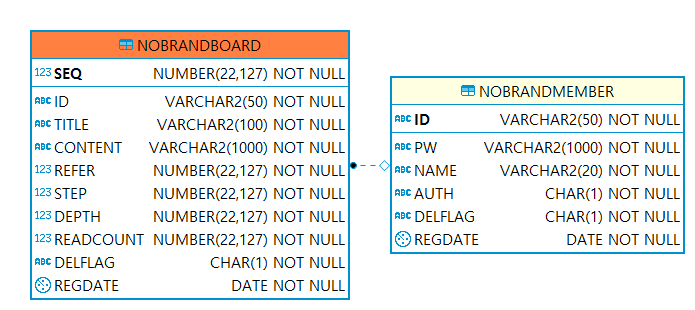 NOBRANDBOARD
123 SEQ NUMBER(22,127) NOT NULL
ABC ID VARCHAR2(50) NOT NULL
ABC TITLE VARCHAR2(100) NOT NULL
ABC CONTENT VARCHAR2(1000) NOT NULL
123 REFER NUMBER(22,127) NOT NULL
123 STEP NUMBER(22,127) NOT NULL
123 DEPTH NUMBER(22,127) NOT NULL
123 READCOUNT NUMBER(22,127) NOT NULL
ABC DELFLAG CHAR(1) NOT NULL
REGDATE DATE NOT NULL
NOBRANDMEMBER
ABC ID VARCHAR2(50) NOT NULL
ABC PW VARCHAR2(1000) NOT NULL
ABC NAME VARCHAR2(20) NOT NULL
ABC AUTH CHAR(1) NOT NULL
ABC DELFLAG CHAR(1) NOT NULL
REGDATE DATE NOT NULL